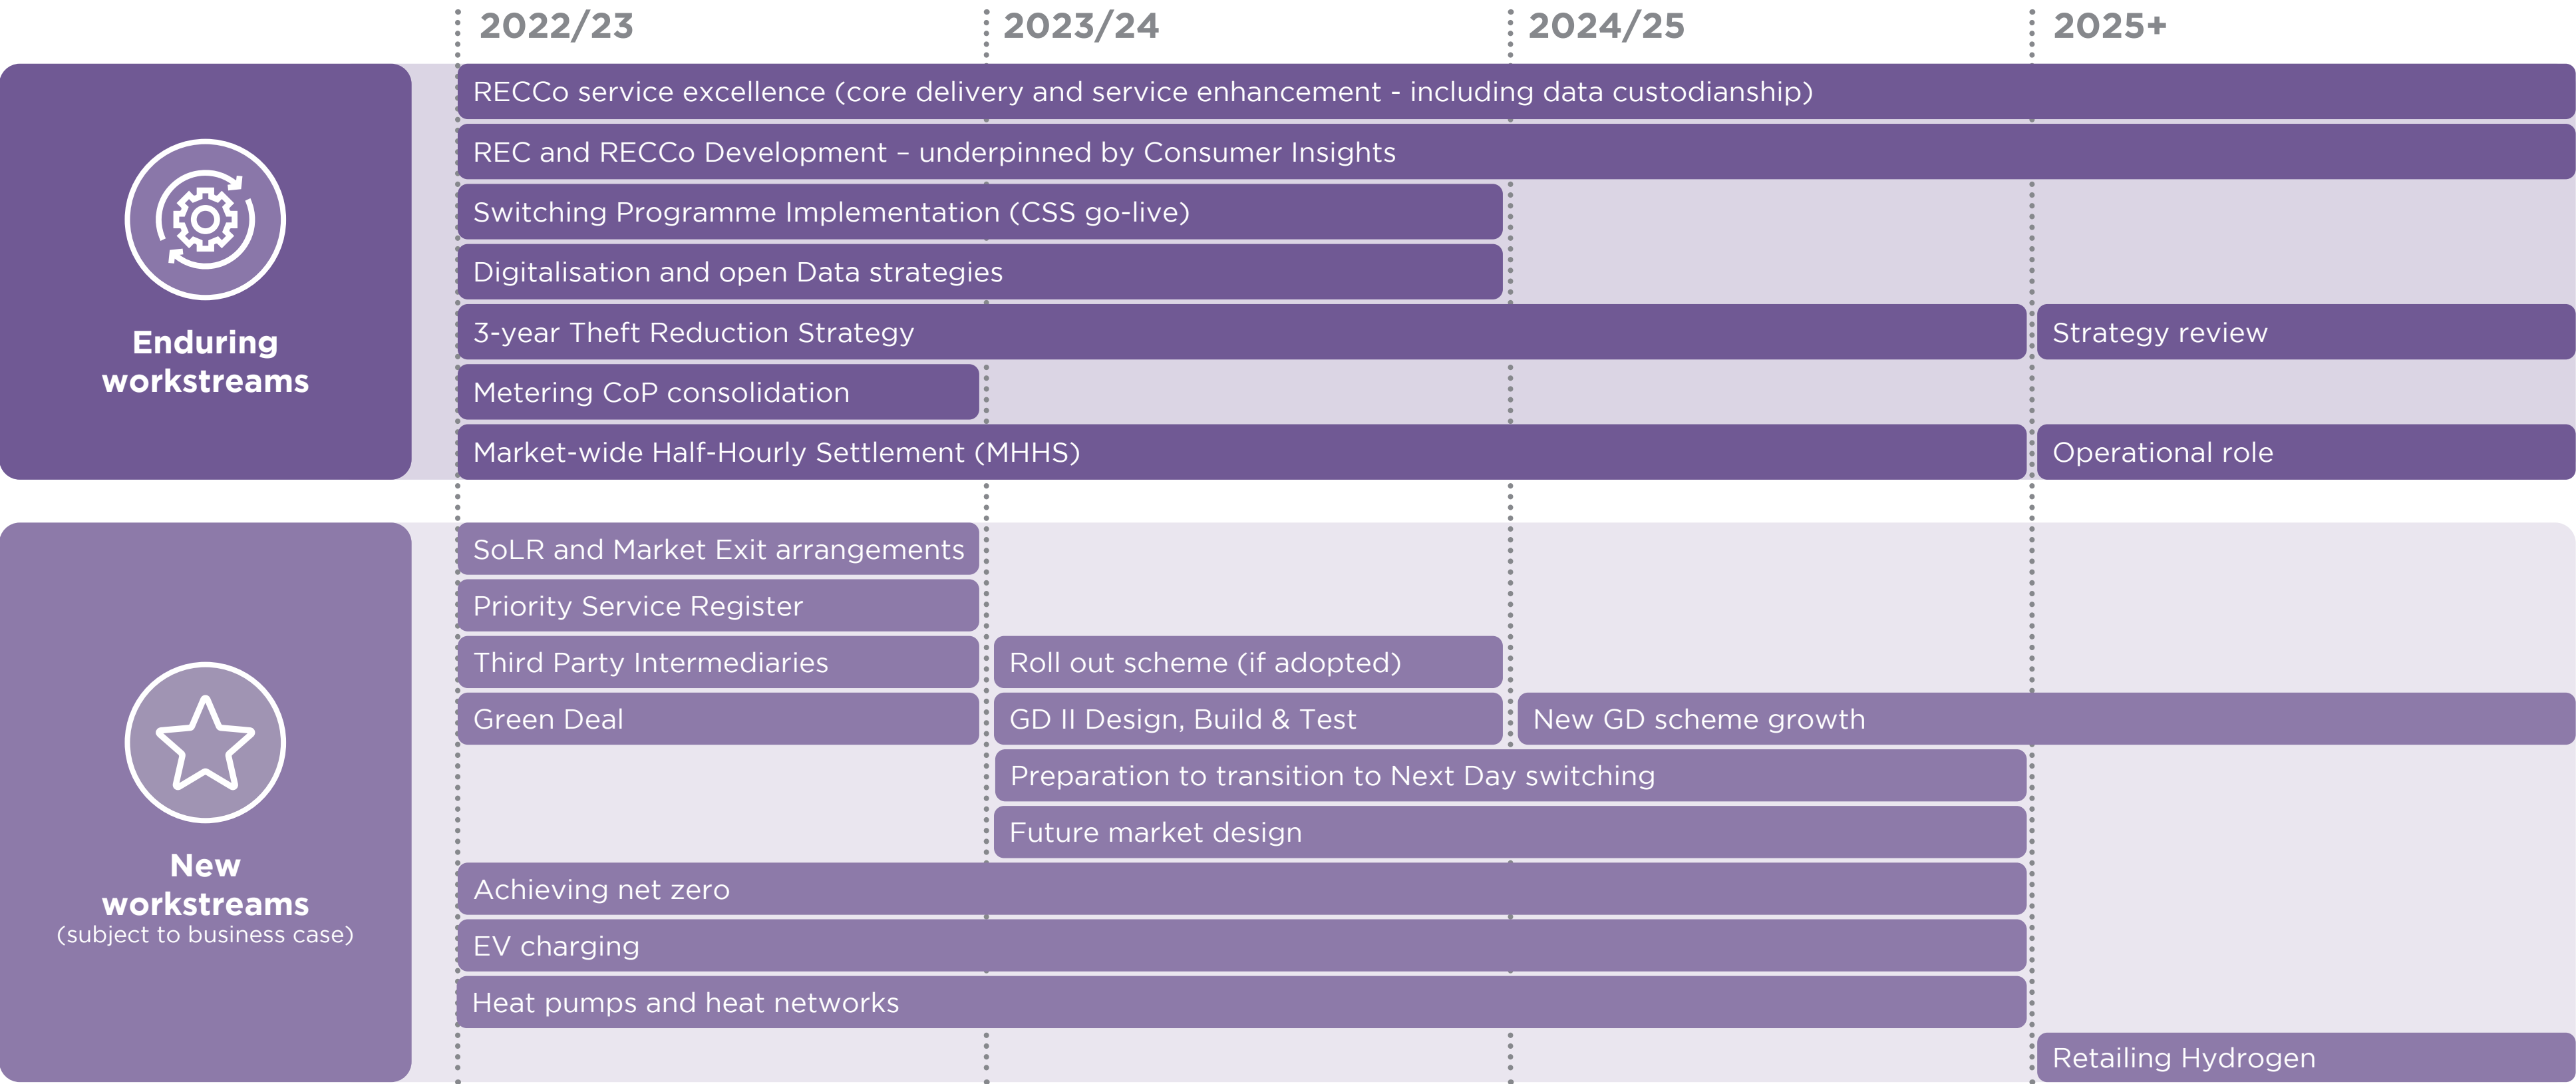 2022/23
2023/24
2024/25
2025+
Enduring
workstreams
RECCo service excellence (core delivery and service enhancement - including data custodianship)
REC and RECCo Development – underpinned by Consumer Insights
Switching Programme Implementation (CSS go-live)
Digitalisation and open Data strategies
3-year Theft Reduction Strategy
Strategy review
Metering CoP consolidation
Market-wide Half-Hourly Settlement (MHHS)
Operational role
New
workstreams
(subject to business case)
SoLR and Market Exit arrangements
Priority Service Register
Third Party Intermediaries
Roll out scheme (if adopted)
Green Deal
GD II Design, Build & Test
New GD scheme growth
Preparation to transition to Next Day switching
Future market design
Achieving net zero
EV charging
Heat pumps and heat networks
Retailing Hydrogen